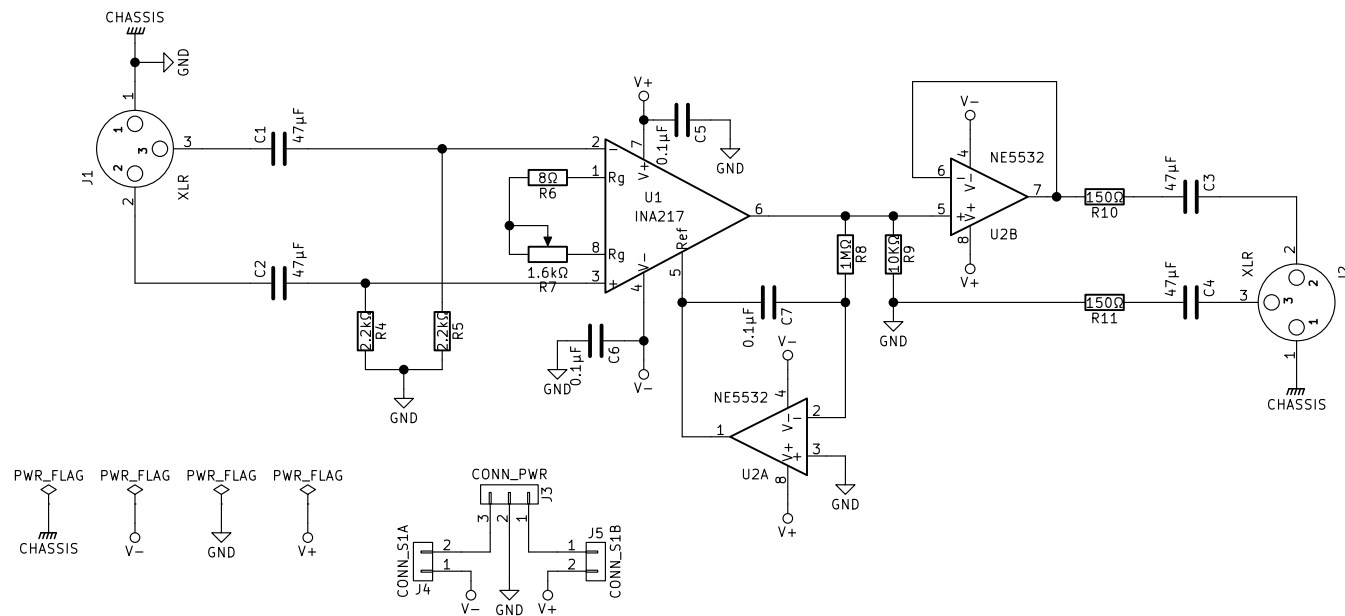 CHASSIS
GND
1
1
2
3
3
2
J1
XLR
C1
47µF
C2
47µF
2.2kΩ
R4
2.2kΩ
R5
GND
8Ω
R6
1.6kΩ
R7
V+
7
V+
0.1µF
C5
GND
2
-
1
Rg
8
Rg
3
+
U1
INA217
6
Ref
5
V-
4
0.1µF
C6
GND
V-
0.1µF
C7
1MΩ
R8
10KΩ
R9
GND
V-
4
V-
NE5532
U2A
1
2
-
3
+
V+
8
V+
GND
V-
4
V-
NE5532
6
-
5
+
7
V+
8
V+
U2B
150Ω
R10
47µF
C3
150Ω
R11
47µF
C4
2
XLR
J2
3
3
2
1
1
CHASSIS
PWR_FLAG
CHASSIS
PWR_FLAG
V-
PWR_FLAG
GND
PWR_FLAG
V+
CONN_PWR
J3
3
2
1
CONN_S1A
2
1
J4
V-
GND
V+
J5
1
2
CONN_S1B